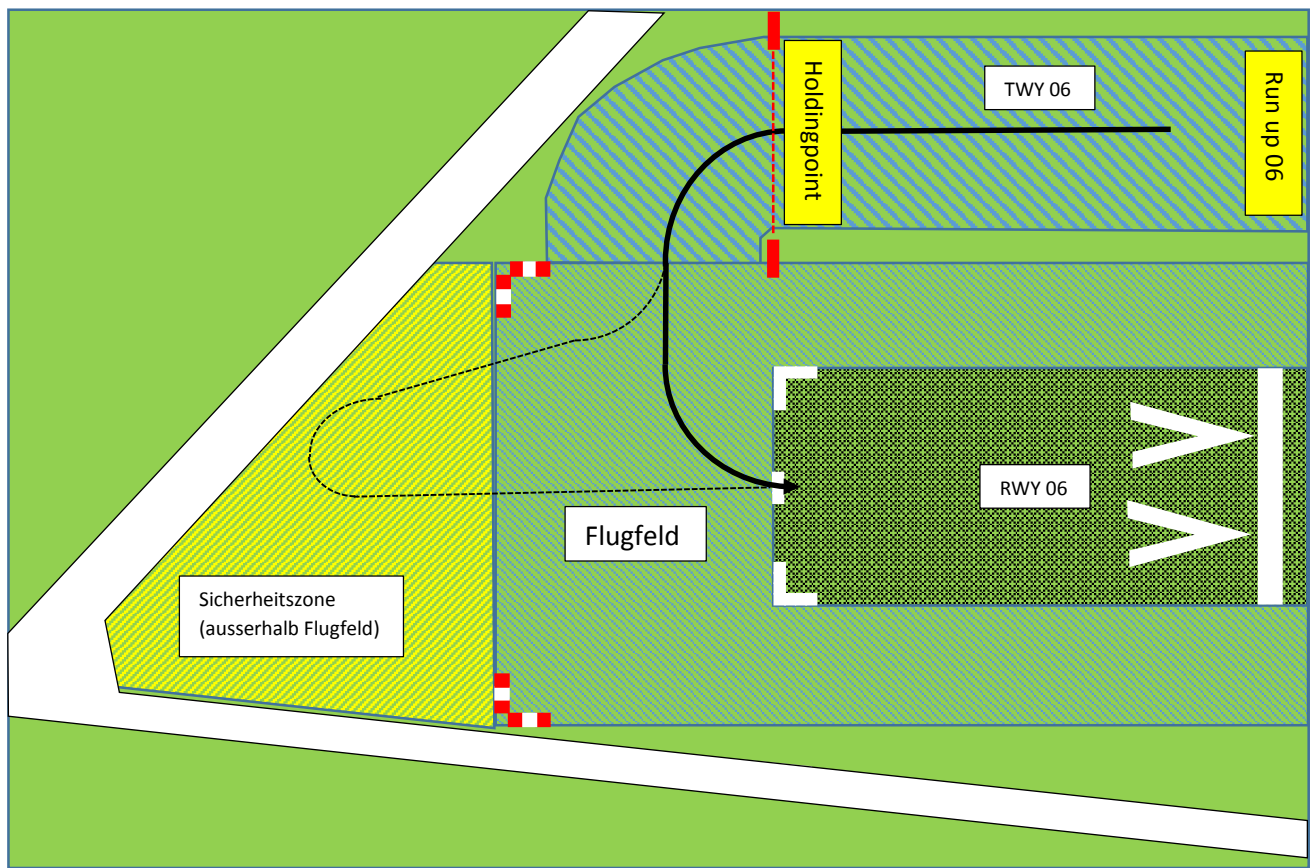 TWY 06
Holdingpoint
Run up 06
RWY 06
Flugfeld
Sicherheitszone
(ausserhalb Flugfeld)